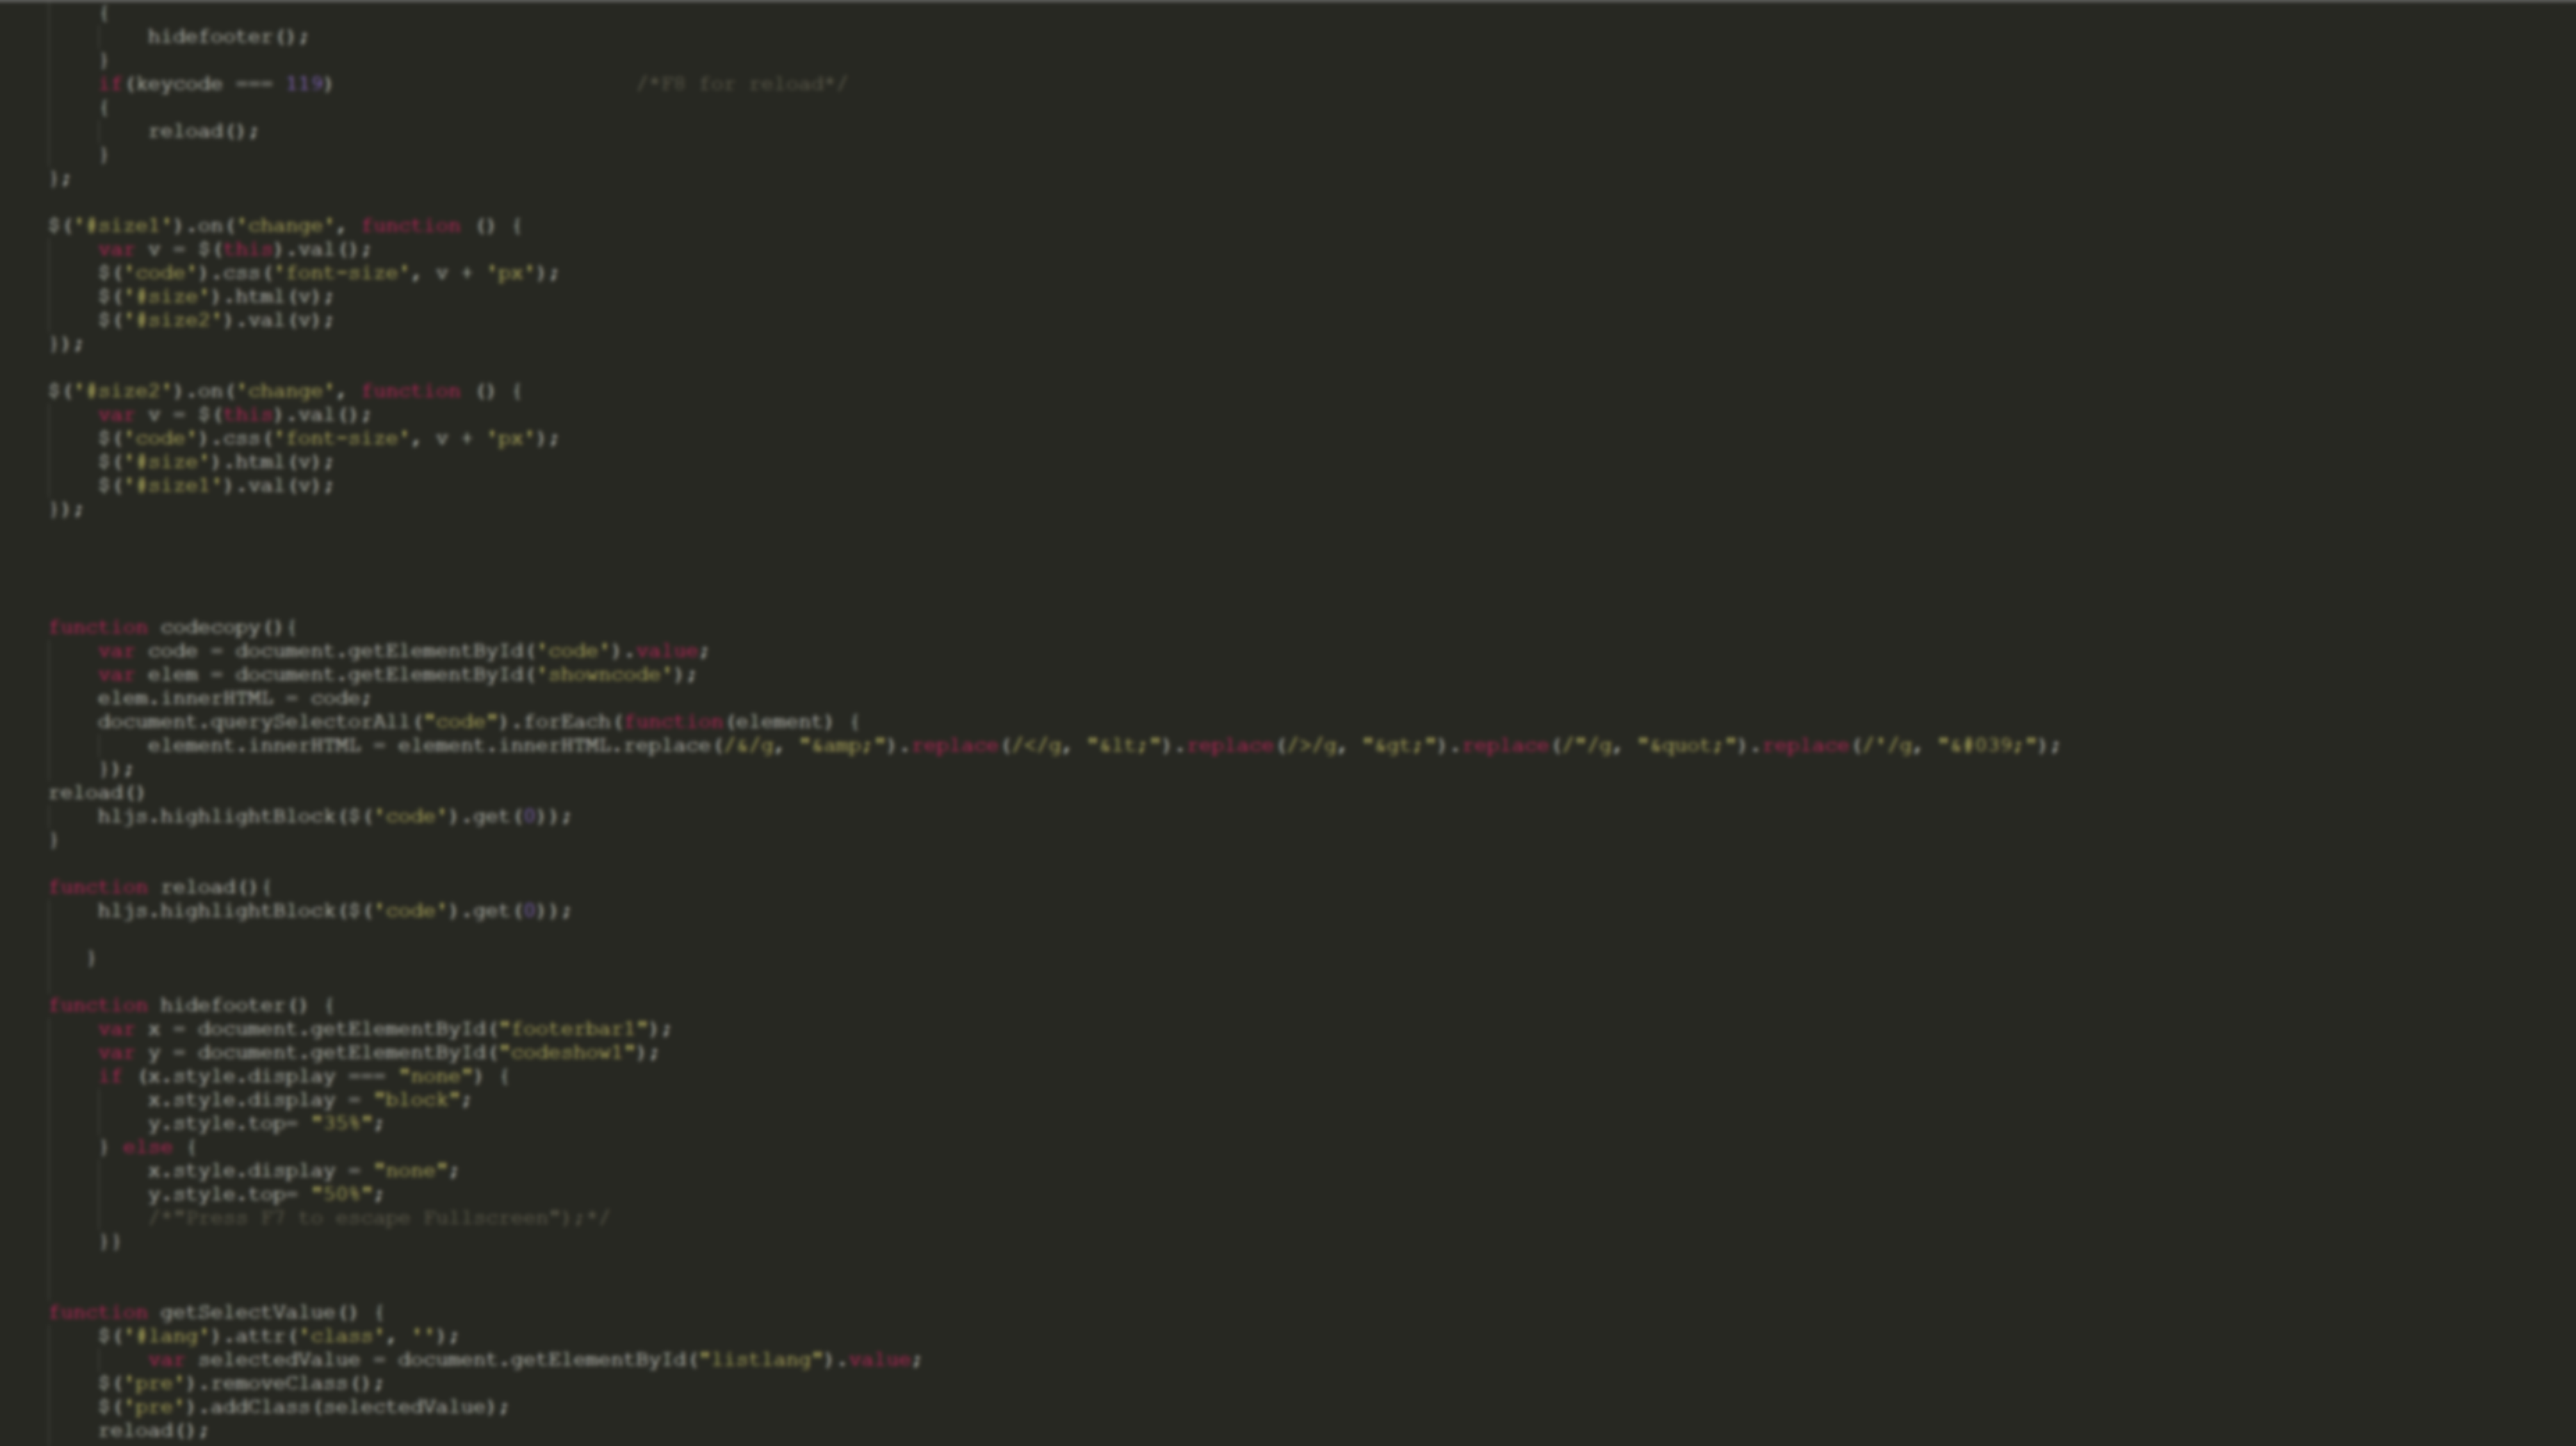 {
hidefooter();
}
if(keycode === 119) /*F8 for reload*/
{
reload();
}
};
$('#size1').on('change', function () {
var v = $(this).val();
$('code').css('font-size', v + 'px');
$('#size').html(v);
$('#size2').val(v);
});
$('#size2').on('change', function () {
var v = $(this).val();
$('code').css('font-size', v + 'px');
$('#size').html(v);
$('#size1').val(v);
});
function codecopy(){
var code = document.getElementById('code').value;
var elem = document.getElementById('showncode');
elem.innerHTML = code;
document.querySelectorAll("code").forEach(function(element) {
element.innerHTML = element.innerHTML.replace(/&/g, "&amp;").replace(/</g, "&lt;").replace(/>/g, "&gt;").replace(/"/g, "&quot;").replace(/'/g, "&#039;");
});
reload()
hljs.highlightBlock($('code').get(0));
}
function reload(){
hljs.highlightBlock($('code').get(0));
}
function hidefooter() {
var x = document.getElementById("footerbar1");
var y = document.getElementById("codeshow1");
if (x.style.display === "none") {
x.style.display = "block";
y.style.top= "35%";
} else {
x.style.display = "none";
y.style.top= "50%";
/*"Press F7 to escape Fullscreen");*/
}}
function getSelectValue() {
$('#lang').attr('class', '');
var selectedValue = document.getElementById("listlang").value;
$('pre').removeClass();
$('pre').addClass(selectedValue);
reload();